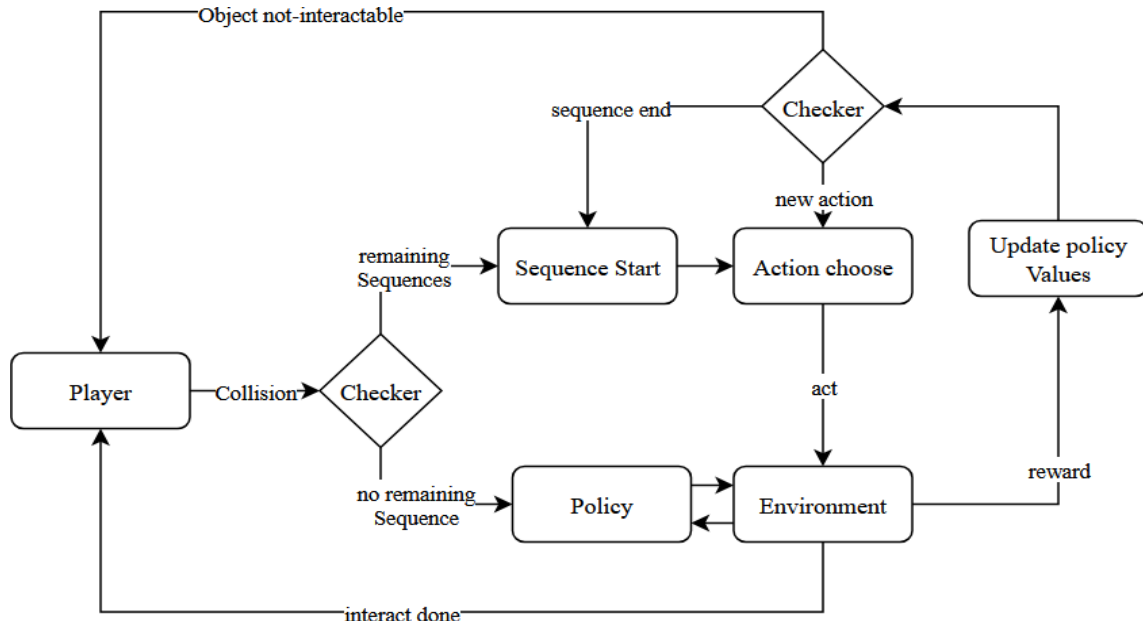 Object not-interactable
Checker
sequence end
new action
remaining
Sequences
Sequence Start
Action choose
Update policy
Values
Player
Collision
Checker
act
no remaining
Sequence
Policy
Environment
reward
interact done